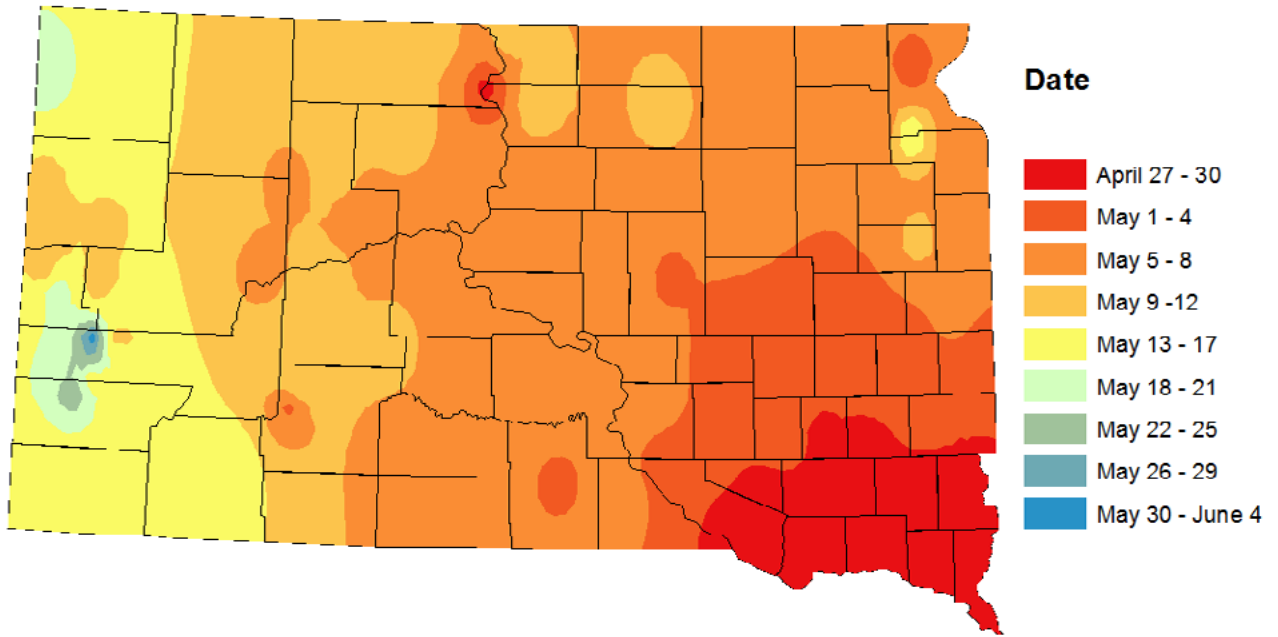 Date
April 27 - 30
May 1 - 4
May 5 - 8
May 9 -12
May 13 - 17
May 18 - 21
May 22 - 25
May 26 - 29
May 30 - June 4